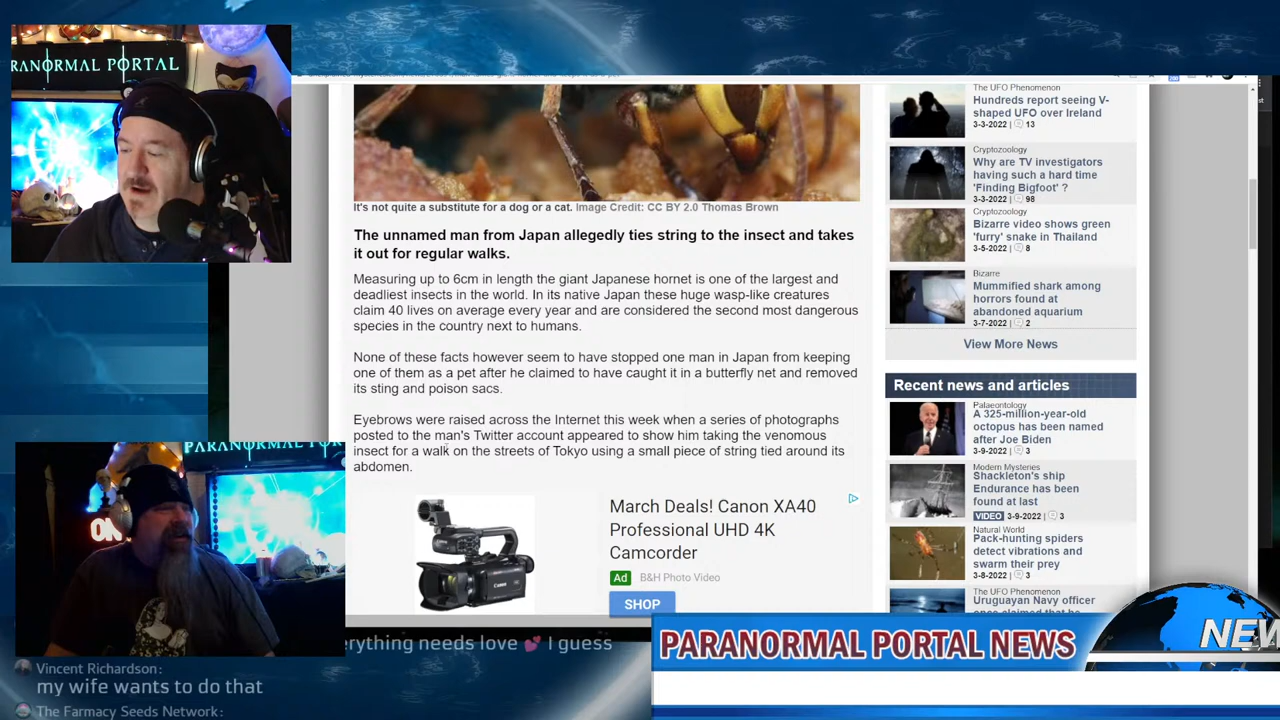 RANORMAL PORTAL
It's not quite a substitute for a dog or a cat. Image Credit: CC BY 2.0 Thomas Brown
The unnamed man from Japan allegedly ties string to the insect and takes
it out for regular walks.
Measuring up to 6cm in length the giant Japanese hornet is one of the largest and
deadliest insects in the world. In its native Japan these huge wasp-like creatures
claim 40 lives on average every year and are considered the second most dangerous
species in the country next to humans.
None of these facts however seem to have stopped one man in Japan from keeping
one of them as a pet after he claimed to have caught it in a butterfly net and removed
its sting and poison sacs.
Eyebrows were raised across the Internet this week when a series of photographs
posted to the man's Twitter account appeared to show him taking the venomous
insect for a walk on the streets of Tokyo using a small piece of string tied around its
abdomen.
March Deals! Canon XA40
Professional UHD 4K
Camcorder
Ad B&H Photo Video
SHOP
The UFO Phenomenon
Hundreds report seeing V-
shaped UFO over Ireland
3-3-2022 | 13
Cryptozoology
Why are TV investigators
having such a hard time
'Finding Bigfoot' ?
3-3-2022 | 98
Cryptozoology
Bizarre video shows green
'furry' snake in Thailand
3-5-2022 | 8
Bizarre
Mummified shark among
horrors found at
abandoned aquarium
3-7-2022 | 2
View More News
Recent news and articles
Palaeontology
A 325-million-year-old
octopus has been named
after Joe Biden
3-9-2022 | 3
Modern Mysteries
Shackleton's ship
Endurance has been
found at last
VIDEO 3-9-2022 | 3
Natural World
Pack-hunting spiders
detect vibrations and
swarm their prey
3-8-2022 | 3
The UFO Phenomenon
Uruguayan Navy officer
once claimed that he
PARANORMAL PORTAL
ON
erything needs love 💕 I guess
Vincent Richardson:
my wife wants to do that
The Farmacy Seeds Network:
PARANORMAL PORTAL NEWS
NEW